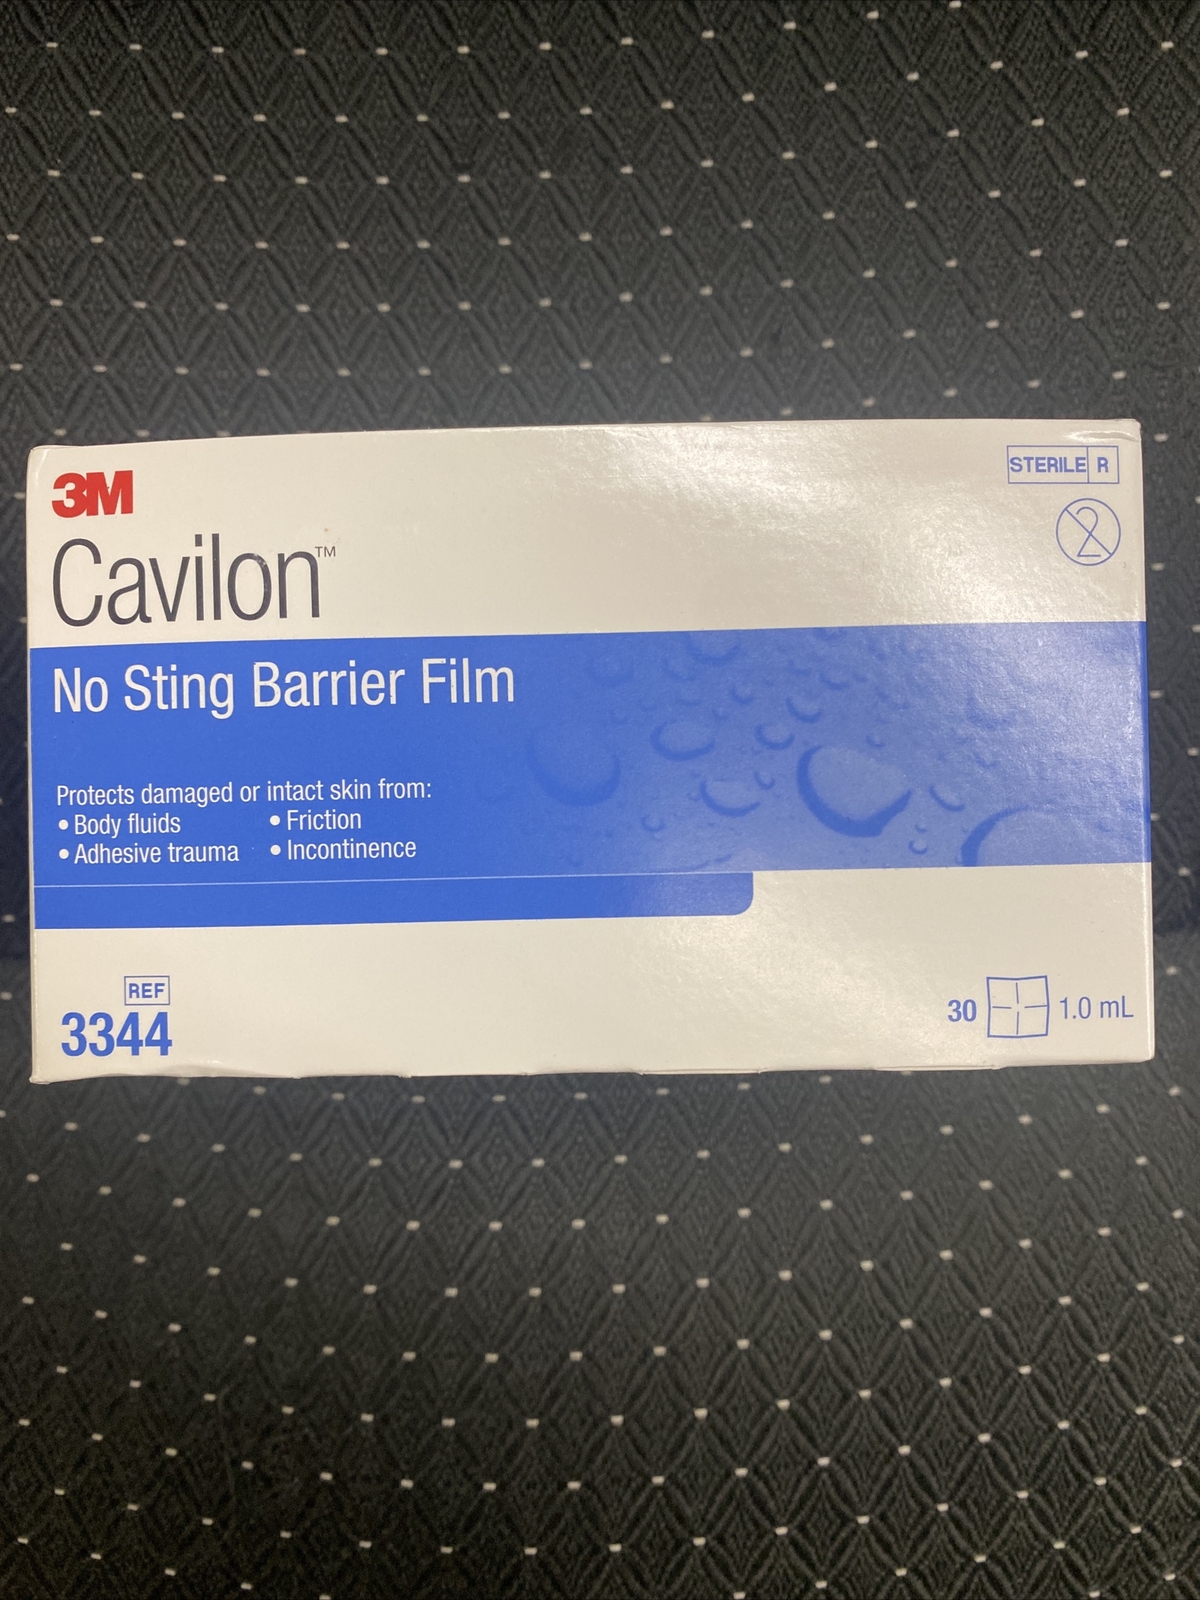 3M
STERILE R
2
Cavilon™
No Sting Barrier Film
Protects damaged or intact skin from:
• Body fluids • Friction
• Adhesive trauma • Incontinence
REF
3344
30 1.0 mL